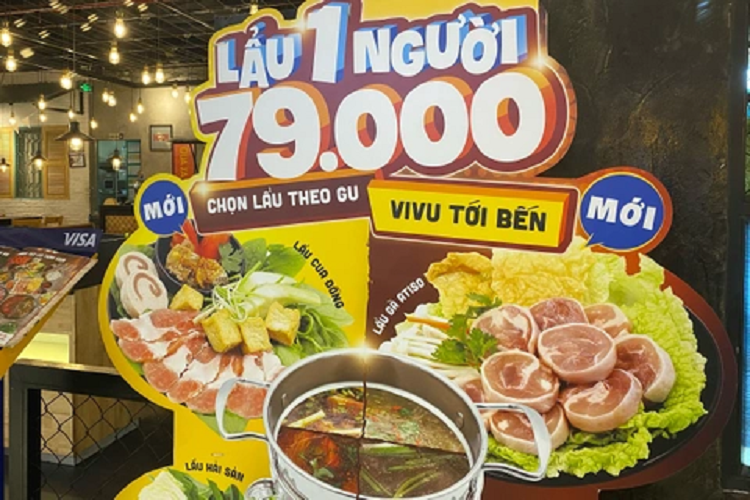 LẨU 1 NGƯỜI
79.000
CHỌN LẨU THEO GU
VIVU TỚI BẾN
MỚI
MỚI
VISA
LẨU CUA ĐỒNG
LẨU GÀ ATISO
LẨU HẢI SẢN